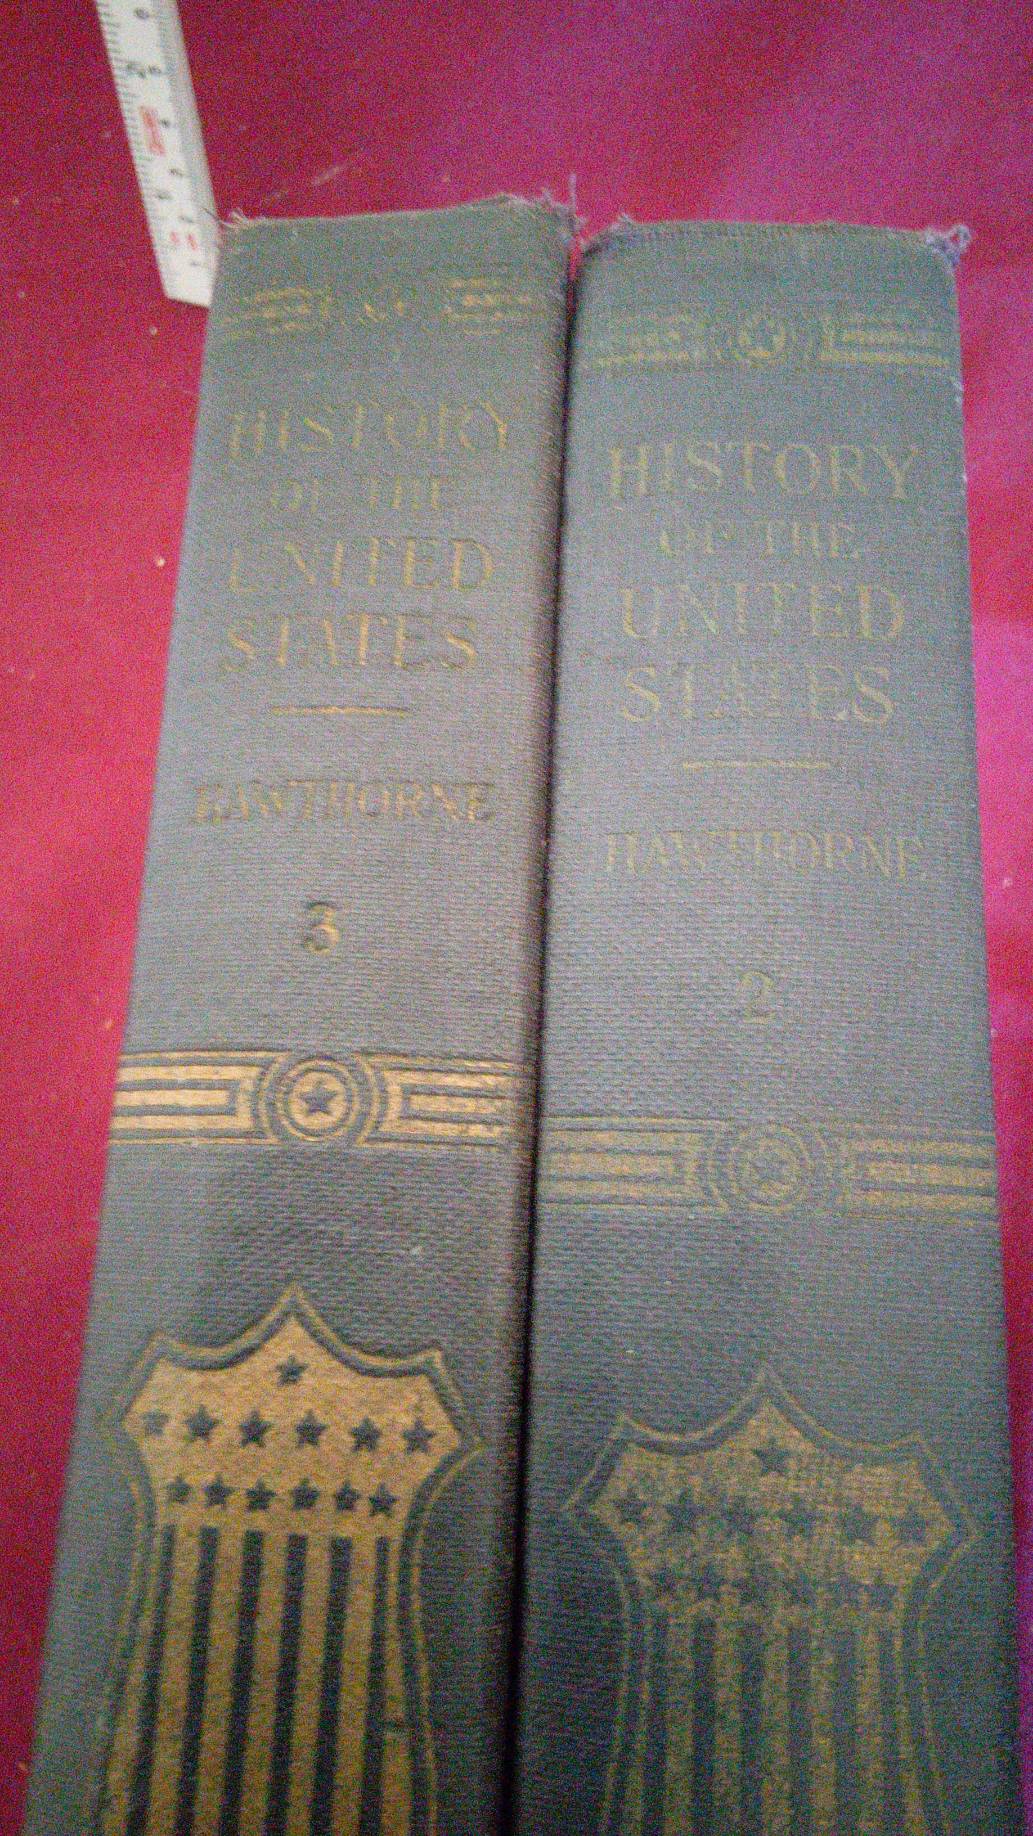 HISTORY
OF THE
UNITED
STATES
HAWTHORNE
3
HISTORY
OF THE
UNITED
STATES
HAWTHORNE
2